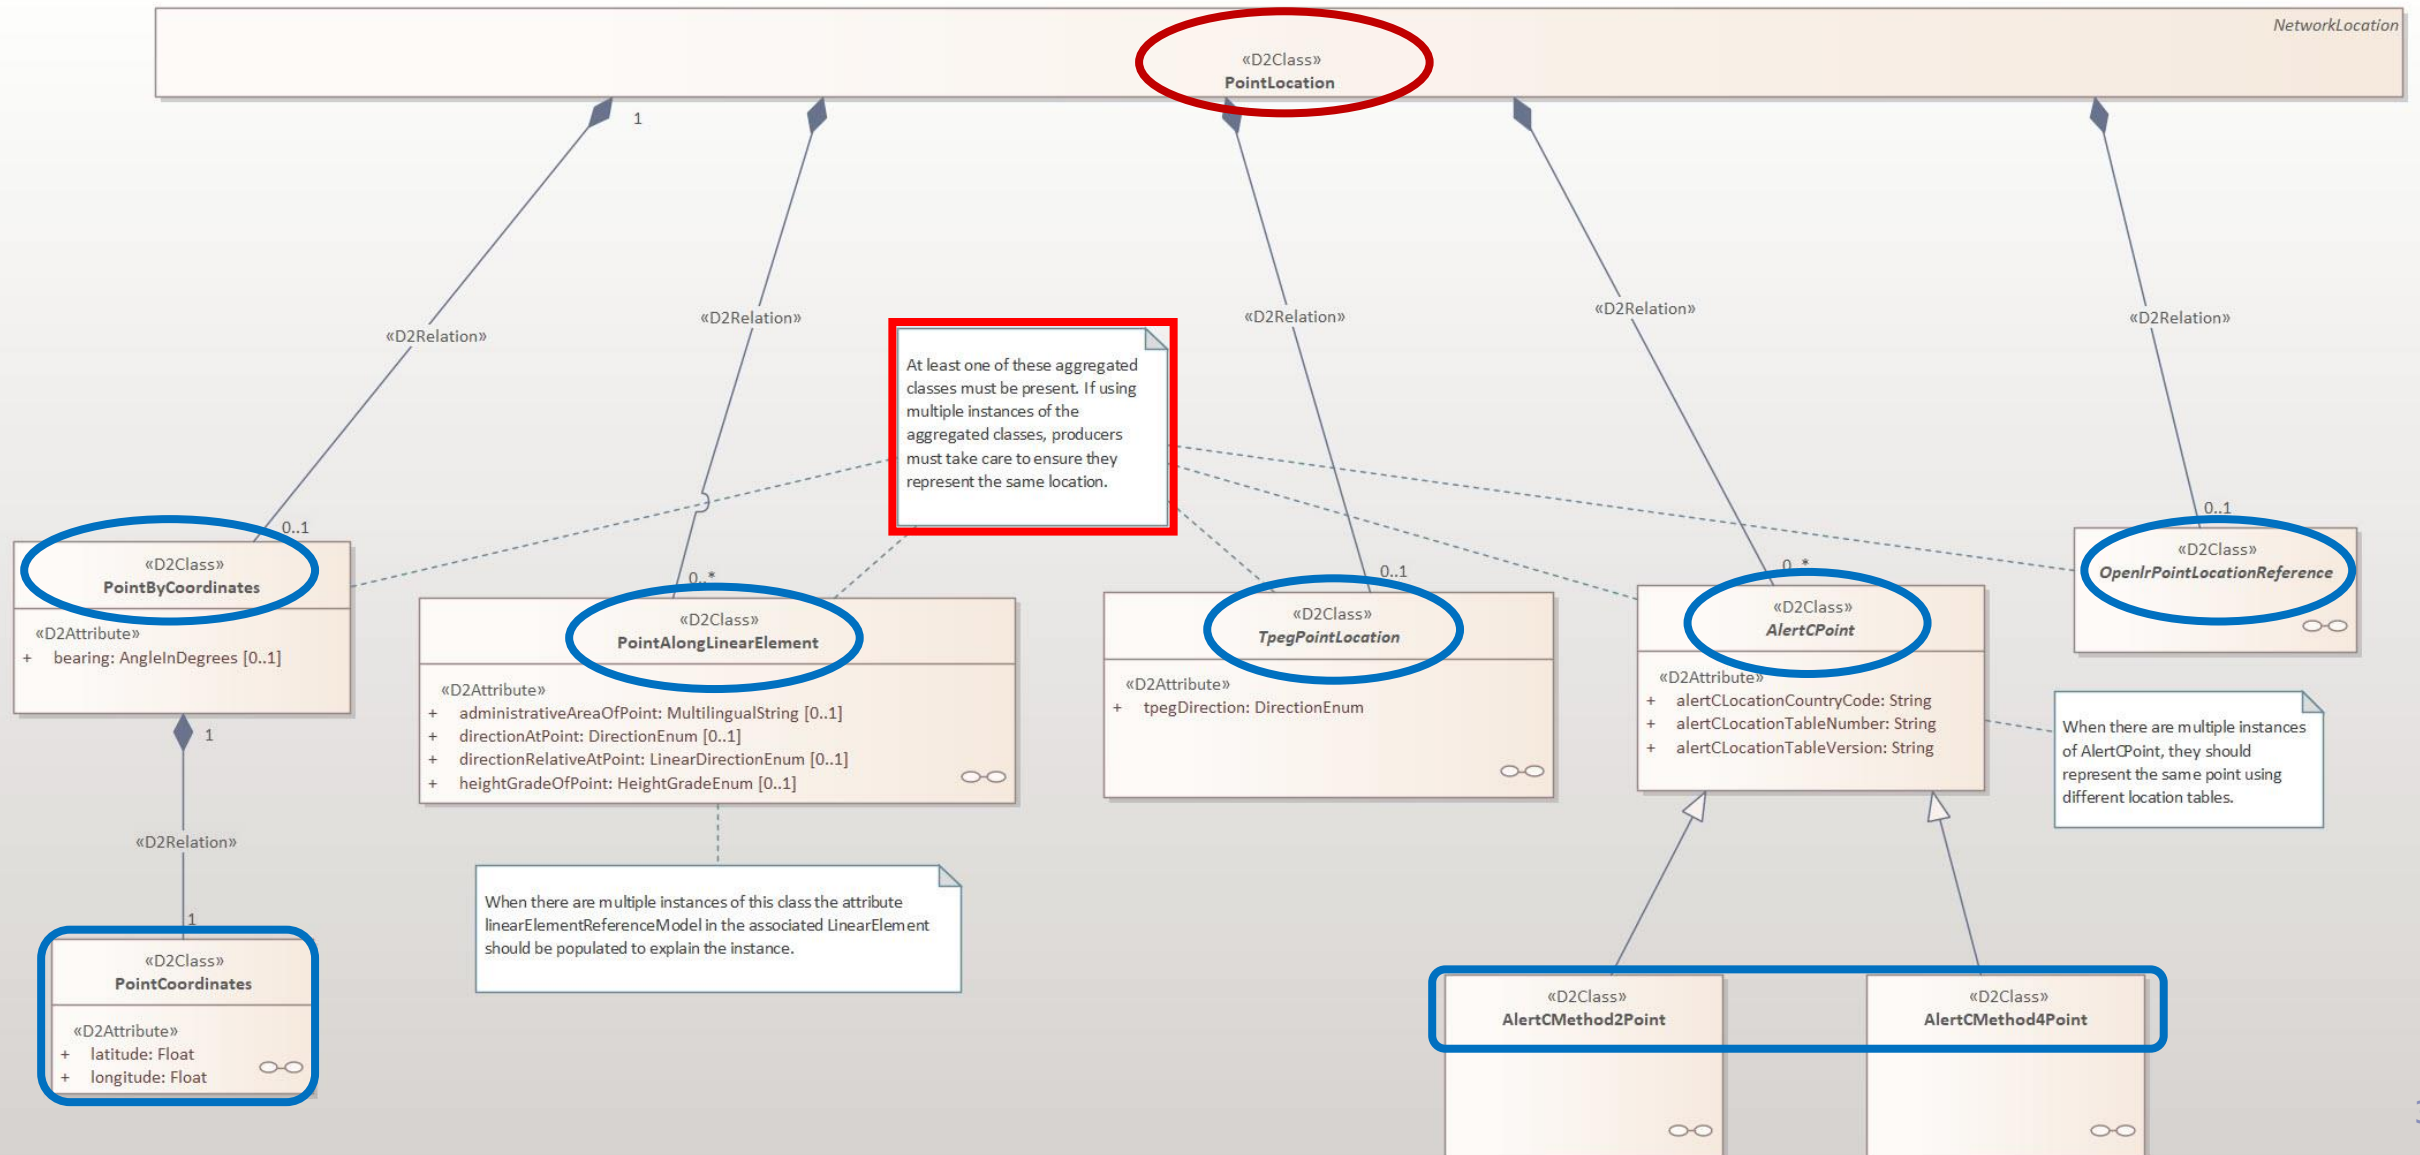 NetworkLocation
«D2Class»
PointLocation
1
«D2Relation»
«D2Relation»
«D2Relation»
«D2Relation»
«D2Relation»
At least one of these aggregated
classes must be present. If using
multiple instances of the
aggregated classes, producers
must take care to ensure they
represent the same location.
0..1
«D2Class»
PointByCoordinates
«D2Attribute»
+ bearing: AngleInDegrees [0..1]
1
«D2Relation»
1
«D2Class»
PointCoordinates
«D2Attribute»
+ latitude: Float
+ longitude: Float
0..*
«D2Class»
PointAlongLinearElement
«D2Attribute»
+ administrativeAreaOfPoint: MultilingualString [0..1]
+ directionAtPoint: DirectionEnum [0..1]
+ directionRelativeAtPoint: LinearDirectionEnum [0..1]
+ heightGradeOfPoint: HeightGradeEnum [0..1]
When there are multiple instances of this class the attribute
linearElementReferenceModel in the associated LinearElement
should be populated to explain the instance.
0..1
«D2Class»
TpegPointLocation
«D2Attribute»
+ tpegDirection: DirectionEnum
0..*
«D2Class»
AlertCPoint
«D2Attribute»
+ alertCLocationCountryCode: String
+ alertCLocationTableNumber: String
+ alertCLocationTableVersion: String
0..1
«D2Class»
OpenlrPointLocationReference
When there are multiple instances
of AlertCPoint, they should
represent the same point using
different location tables.
«D2Class»
AlertCMethod2Point
«D2Class»
AlertCMethod4Point